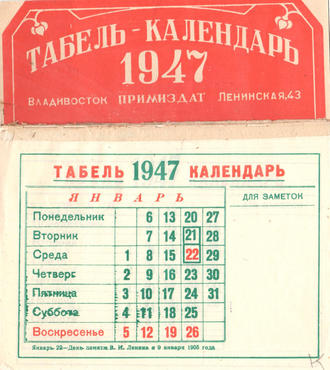 ТАБЕЛЬ-КАЛЕНДАРЬ
1947
ВЛАДИВОСТОК ПРИМИЗДАТ ЛЕНИНСКАЯ,43
ТАБЕЛЬ 1947 КАЛЕНДАРЬ
ЯНВАРЬ
ДЛЯ ЗАМЕТОК
Понедельник 6 13 20 27
Вторник 7 14 21 28
Среда 1 8 15 22 29
Четверг 2 9 16 23 30
Пятница 3 10 17 24 31
Суббота 4 11 18 25
Воскресенье 5 12 19 26
Январь 22—День памяти В. И. Ленина и 9 января 1905 года